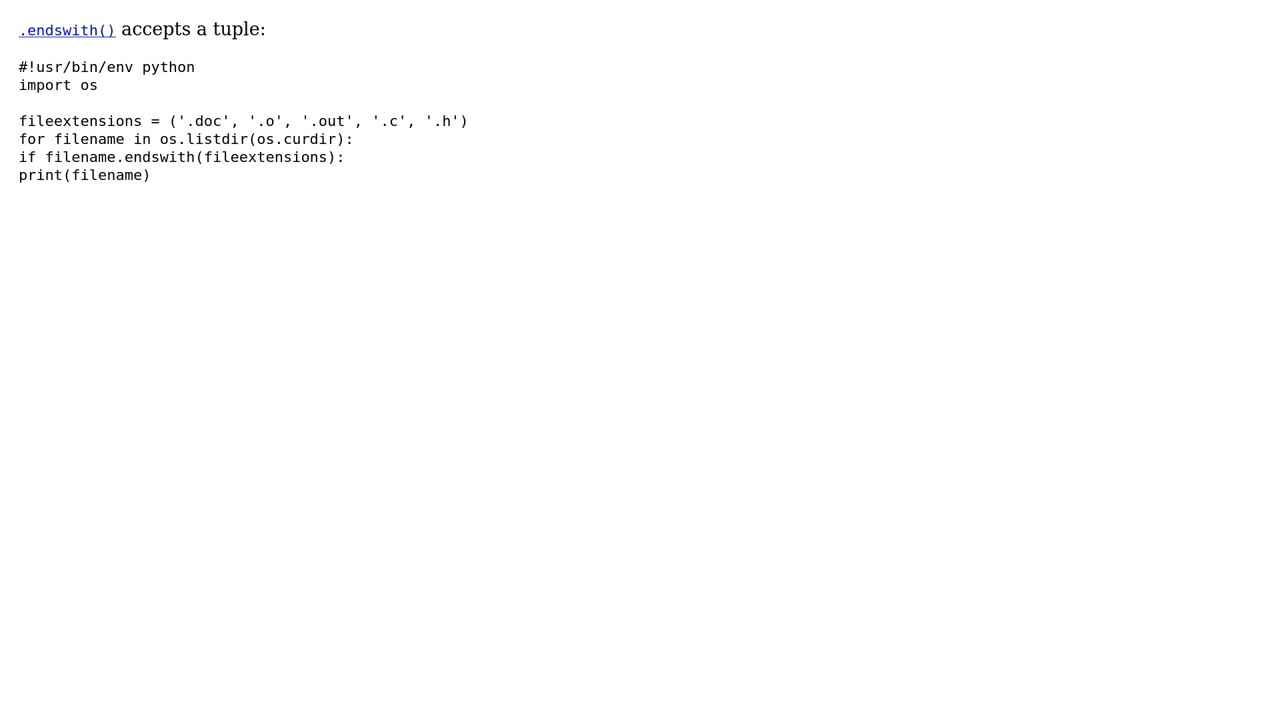 .endswith() accepts a tuple:
#!usr/bin/env python
import os
fileextensions = ('.doc', '.o', '.out', '.c', '.h')
for filename in os.listdir(os.curdir):
if filename.endswith(fileextensions):
print(filename)